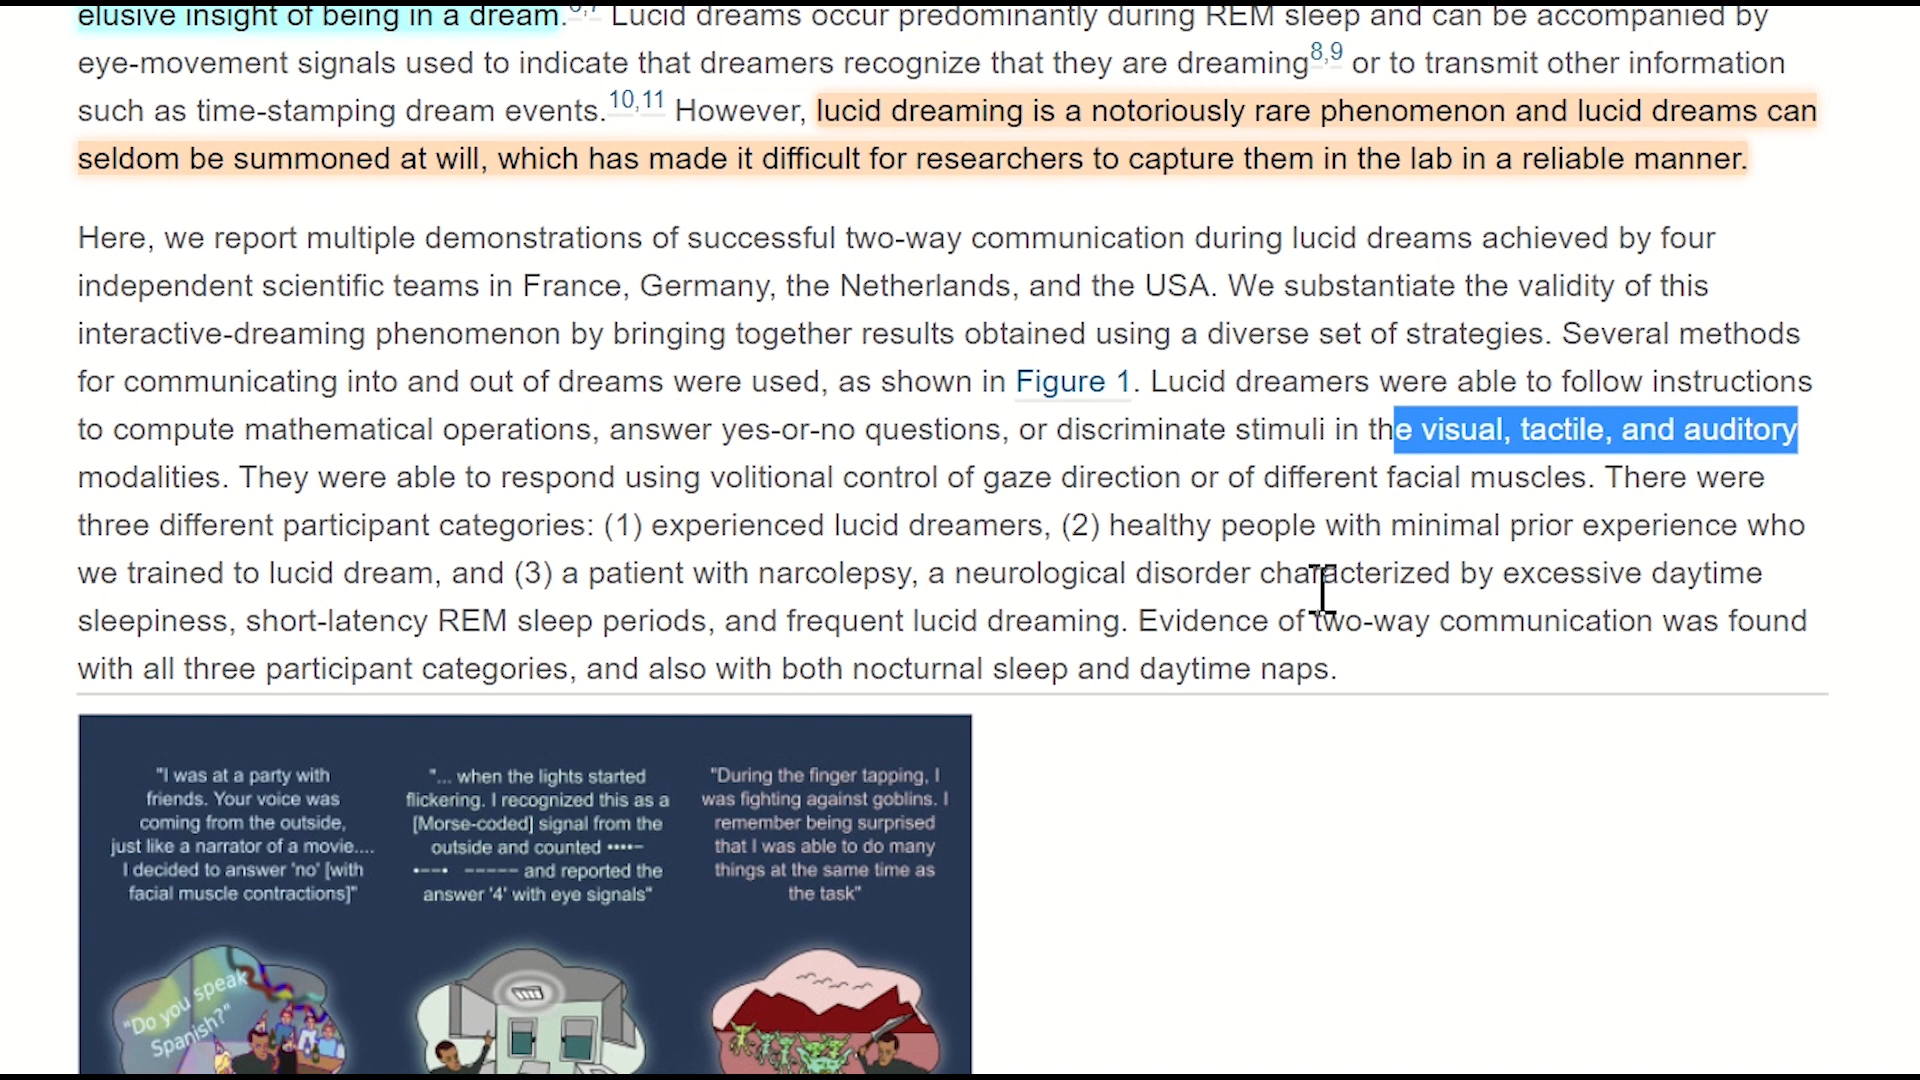 elusive insight of being in a dream.6,7 Lucid dreams occur predominantly during REM sleep and can be accompanied by
eye-movement signals used to indicate that dreamers recognize that they are dreaming8,9 or to transmit other information
such as time-stamping dream events.10,11 However, lucid dreaming is a notoriously rare phenomenon and lucid dreams can
seldom be summoned at will, which has made it difficult for researchers to capture them in the lab in a reliable manner.
Here, we report multiple demonstrations of successful two-way communication during lucid dreams achieved by four
independent scientific teams in France, Germany, the Netherlands, and the USA. We substantiate the validity of this
interactive-dreaming phenomenon by bringing together results obtained using a diverse set of strategies. Several methods
for communicating into and out of dreams were used, as shown in Figure 1. Lucid dreamers were able to follow instructions
to compute mathematical operations, answer yes-or-no questions, or discriminate stimuli in the visual, tactile, and auditory
modalities. They were able to respond using volitional control of gaze direction or of different facial muscles. There were
three different participant categories: (1) experienced lucid dreamers, (2) healthy people with minimal prior experience who
we trained to lucid dream, and (3) a patient with narcolepsy, a neurological disorder characterized by excessive daytime
sleepiness, short-latency REM sleep periods, and frequent lucid dreaming. Evidence of two-way communication was found
with all three participant categories, and also with both nocturnal sleep and daytime naps.
"I was at a party with
friends. Your voice was
coming from the outside,
just like a narrator of a movie....
I decided to answer 'no' [with
facial muscle contractions]"
"... when the lights started
flickering. I recognized this as a
[Morse-coded] signal from the
outside and counted ••••–
•––• ––––– and reported the
answer '4' with eye signals"
"During the finger tapping, I
was fighting against goblins. I
remember being surprised
that I was able to do many
things at the same time as
the task"
"Do you speak
Spanish?"